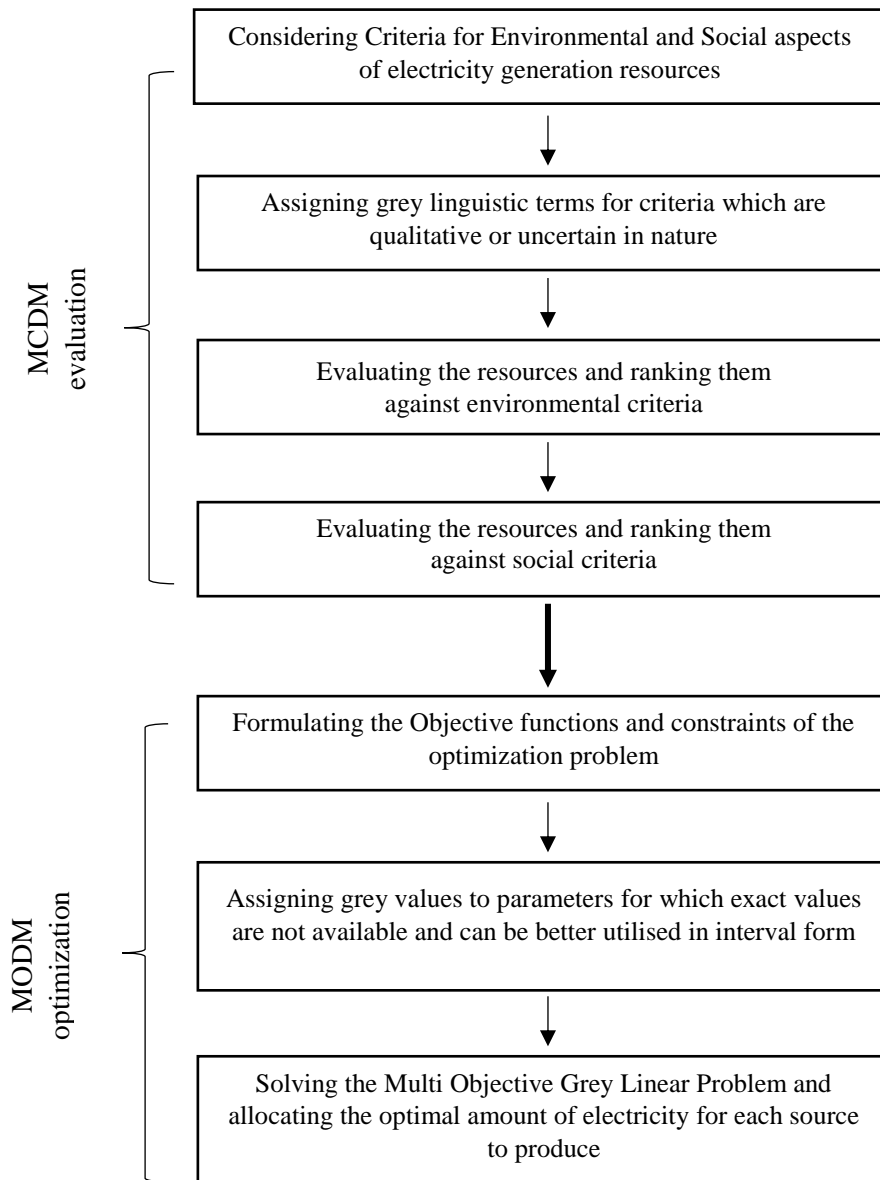 Considering Criteria for Environmental and Social aspects
of electricity generation resources
Assigning grey linguistic terms for criteria which are
qualitative or uncertain in nature
MCDM
evaluation
Evaluating the resources and ranking them
against environmental criteria
Evaluating the resources and ranking them
against social criteria
Formulating the Objective functions and constraints of the
optimization problem
Assigning grey values to parameters for which exact values
are not available and can be better utilised in interval form
MODM
optimization
Solving the Multi Objective Grey Linear Problem and
allocating the optimal amount of electricity for each source
to produce